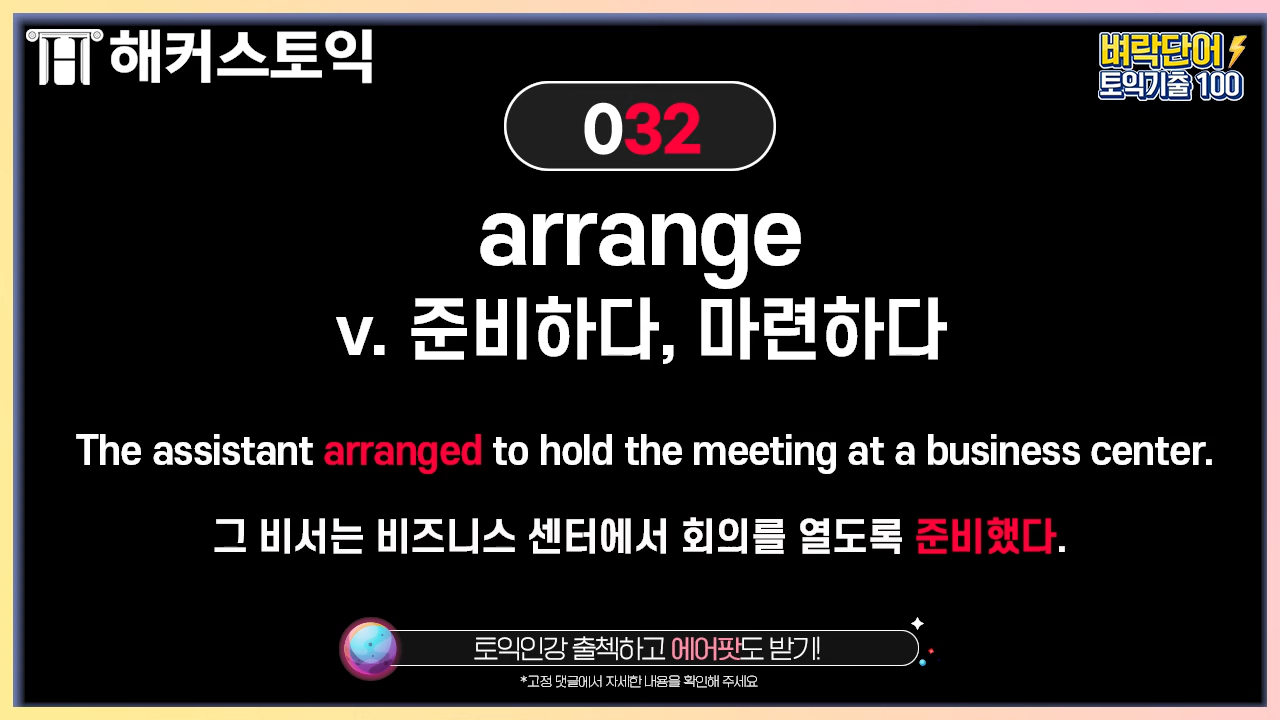 해커스토익
벼락단어
토익기출 100
032
arrange
v. 준비하다, 마련하다
The assistant arranged to hold the meeting at a business center.
그 비서는 비즈니스 센터에서 회의를 열도록 준비했다.
토익인강 출첵하고 에어팟도 받기!
*고정 댓글에서 자세한 내용을 확인해 주세요